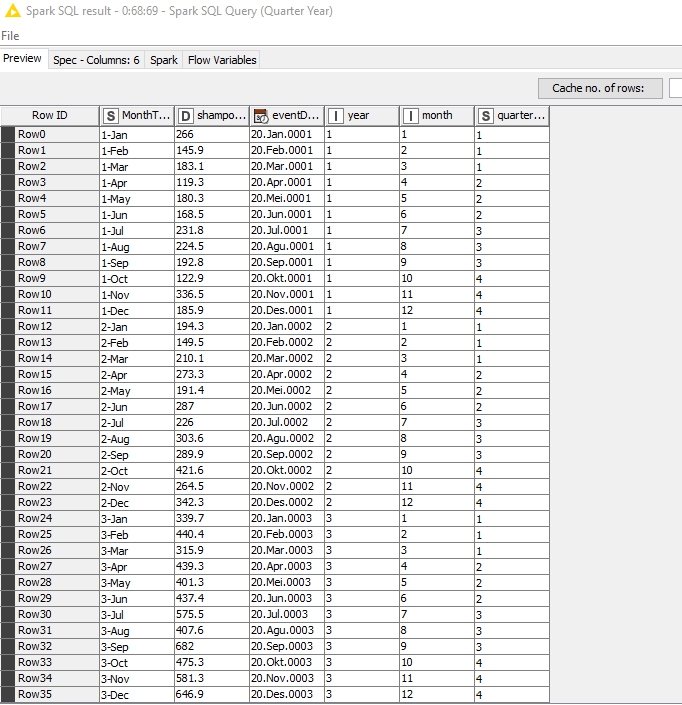 Spark SQL result - 0:68:69 - Spark SQL Query (Quarter Year)
File
Preview Spec - Columns: 6 Spark Flow Variables
Cache no. of rows:
Row ID S MonthT... D shampo... eventD... I year I month S quarter...
Row0 1-Jan 266 20.Jan.0001 1 1 1
Row1 1-Feb 145.9 20.Feb.0001 1 2 1
Row2 1-Mar 183.1 20.Mar.0001 1 3 1
Row3 1-Apr 119.3 20.Apr.0001 1 4 2
Row4 1-May 180.3 20.Mei.0001 1 5 2
Row5 1-Jun 168.5 20.Jun.0001 1 6 2
Row6 1-Jul 231.8 20.Jul.0001 1 7 3
Row7 1-Aug 224.5 20.Agu.0001 1 8 3
Row8 1-Sep 192.8 20.Sep.0001 1 9 3
Row9 1-Oct 122.9 20.Okt.0001 1 10 4
Row10 1-Nov 336.5 20.Nov.0001 1 11 4
Row11 1-Dec 185.9 20.Des.0001 1 12 4
Row12 2-Jan 194.3 20.Jan.0002 2 1 1
Row13 2-Feb 149.5 20.Feb.0002 2 2 1
Row14 2-Mar 210.1 20.Mar.0002 2 3 1
Row15 2-Apr 273.3 20.Apr.0002 2 4 2
Row16 2-May 191.4 20.Mei.0002 2 5 2
Row17 2-Jun 287 20.Jun.0002 2 6 2
Row18 2-Jul 226 20.Jul.0002 2 7 3
Row19 2-Aug 303.6 20.Agu.0002 2 8 3
Row20 2-Sep 289.9 20.Sep.0002 2 9 3
Row21 2-Oct 421.6 20.Okt.0002 2 10 4
Row22 2-Nov 264.5 20.Nov.0002 2 11 4
Row23 2-Dec 342.3 20.Des.0002 2 12 4
Row24 3-Jan 339.7 20.Jan.0003 3 1 1
Row25 3-Feb 440.4 20.Feb.0003 3 2 1
Row26 3-Mar 315.9 20.Mar.0003 3 3 1
Row27 3-Apr 439.3 20.Apr.0003 3 4 2
Row28 3-May 401.3 20.Mei.0003 3 5 2
Row29 3-Jun 437.4 20.Jun.0003 3 6 2
Row30 3-Jul 575.5 20.Jul.0003 3 7 3
Row31 3-Aug 407.6 20.Agu.0003 3 8 3
Row32 3-Sep 682 20.Sep.0003 3 9 3
Row33 3-Oct 475.3 20.Okt.0003 3 10 4
Row34 3-Nov 581.3 20.Nov.0003 3 11 4
Row35 3-Dec 646.9 20.Des.0003 3 12 4